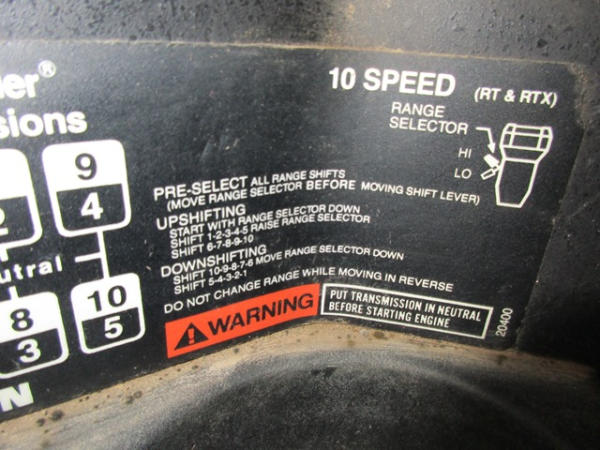 er®
sions
10 SPEED (RT & RTX)
RANGE
SELECTOR
HI
LO
9
4
2
utral
8
3
10
5
N
PRE-SELECT ALL RANGE SHIFTS
(MOVE RANGE SELECTOR BEFORE MOVING SHIFT LEVER)
UPSHIFTING
START WITH RANGE SELECTOR DOWN
SHIFT 1-2-3-4-5 RAISE RANGE SELECTOR
SHIFT 6-7-8-9-10
DOWNSHIFTING
SHIFT 10-9-8-7-6 MOVE RANGE SELECTOR DOWN
SHIFT 5-4-3-2-1
DO NOT CHANGE RANGE WHILE MOVING IN REVERSE
WARNING
PUT TRANSMISSION IN NEUTRAL
BEFORE STARTING ENGINE
20400